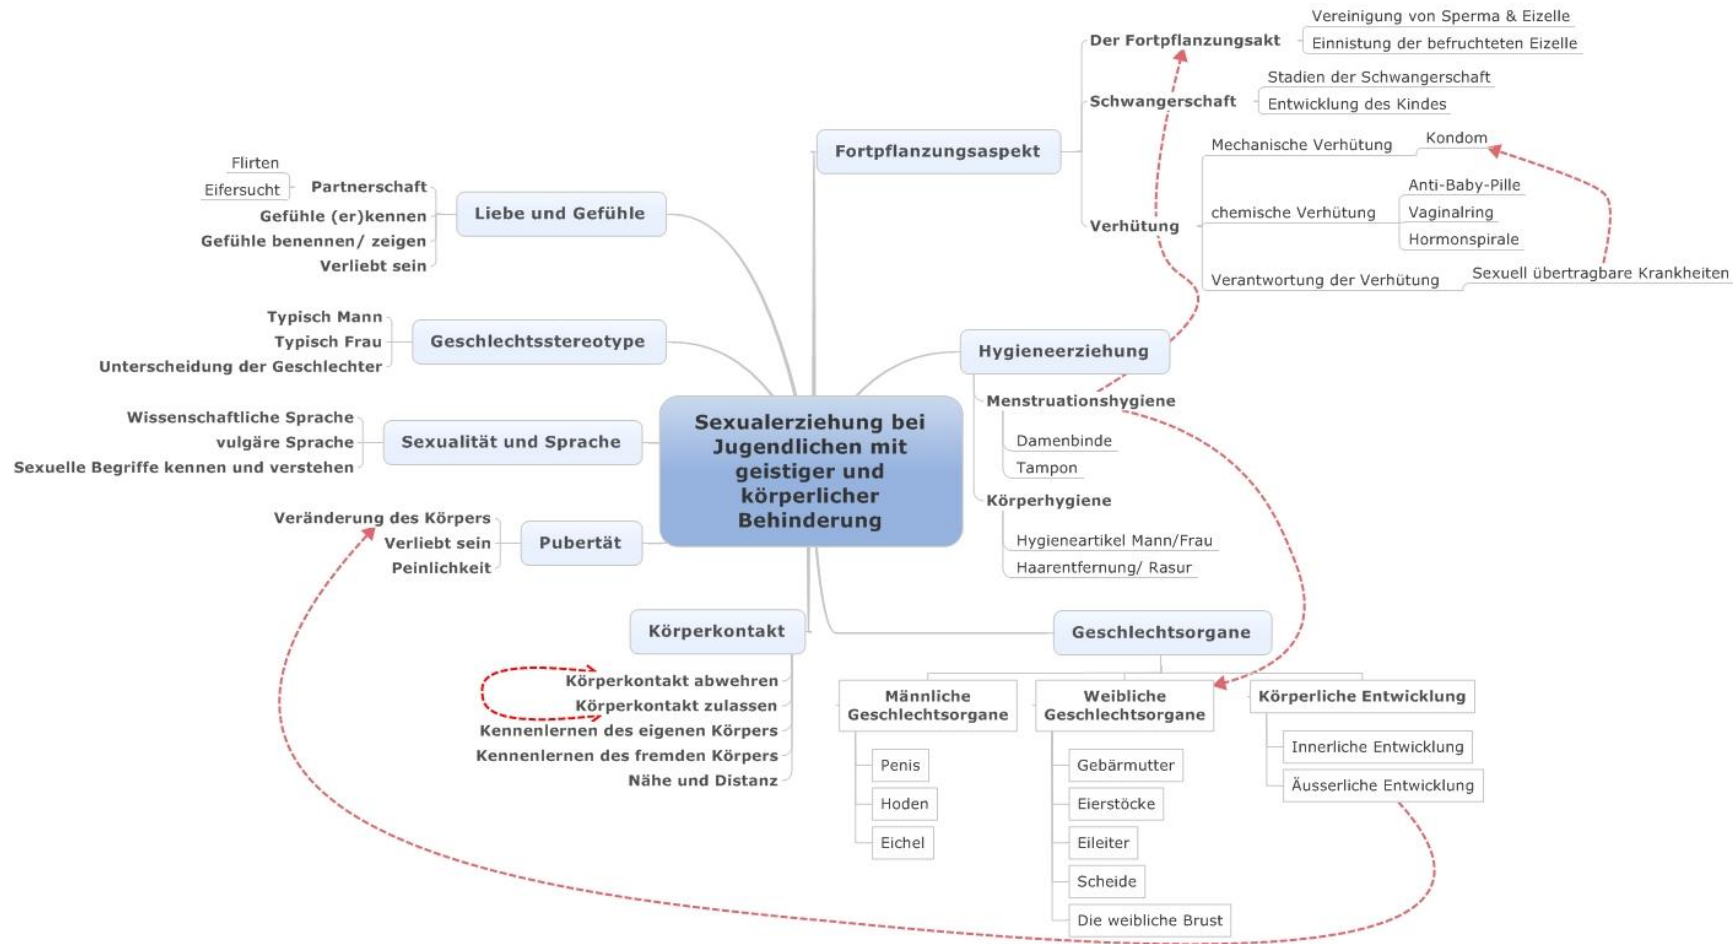 Sexualerziehung bei
Jugendlichen mit
geistiger und
körperlicher
Behinderung
Fortpflanzungsaspekt
Der Fortpflanzungsakt
Vereinigung von Sperma & Eizelle
Einnistung der befruchteten Eizelle
Schwangerschaft
Stadien der Schwangerschaft
Entwicklung des Kindes
Verhütung
Mechanische Verhütung
Kondom
chemische Verhütung
Anti-Baby-Pille
Vaginalring
Hormonspirale
Verantwortung der Verhütung
Sexuell übertragbare Krankheiten
Hygieneerziehung
Menstruationshygiene
Damenbinde
Tampon
Körperhygiene
Hygieneartikel Mann/Frau
Haarentfernung/ Rasur
Geschlechtsorgane
Männliche
Geschlechtsorgane
Penis
Hoden
Eichel
Weibliche
Geschlechtsorgane
Gebärmutter
Eierstöcke
Eileiter
Scheide
Die weibliche Brust
Körperliche Entwicklung
Innerliche Entwicklung
Äusserliche Entwicklung
Liebe und Gefühle
Partnerschaft
Flirten
Eifersucht
Gefühle (er)kennen
Gefühle benennen/ zeigen
Verliebt sein
Geschlechtsstereotype
Typisch Mann
Typisch Frau
Unterscheidung der Geschlechter
Sexualität und Sprache
Wissenschaftliche Sprache
vulgäre Sprache
Sexuelle Begriffe kennen und verstehen
Pubertät
Veränderung des Körpers
Verliebt sein
Peinlichkeit
Körperkontakt
Körperkontakt abwehren
Körperkontakt zulassen
Kennenlernen des eigenen Körpers
Kennenlernen des fremden Körpers
Nähe und Distanz